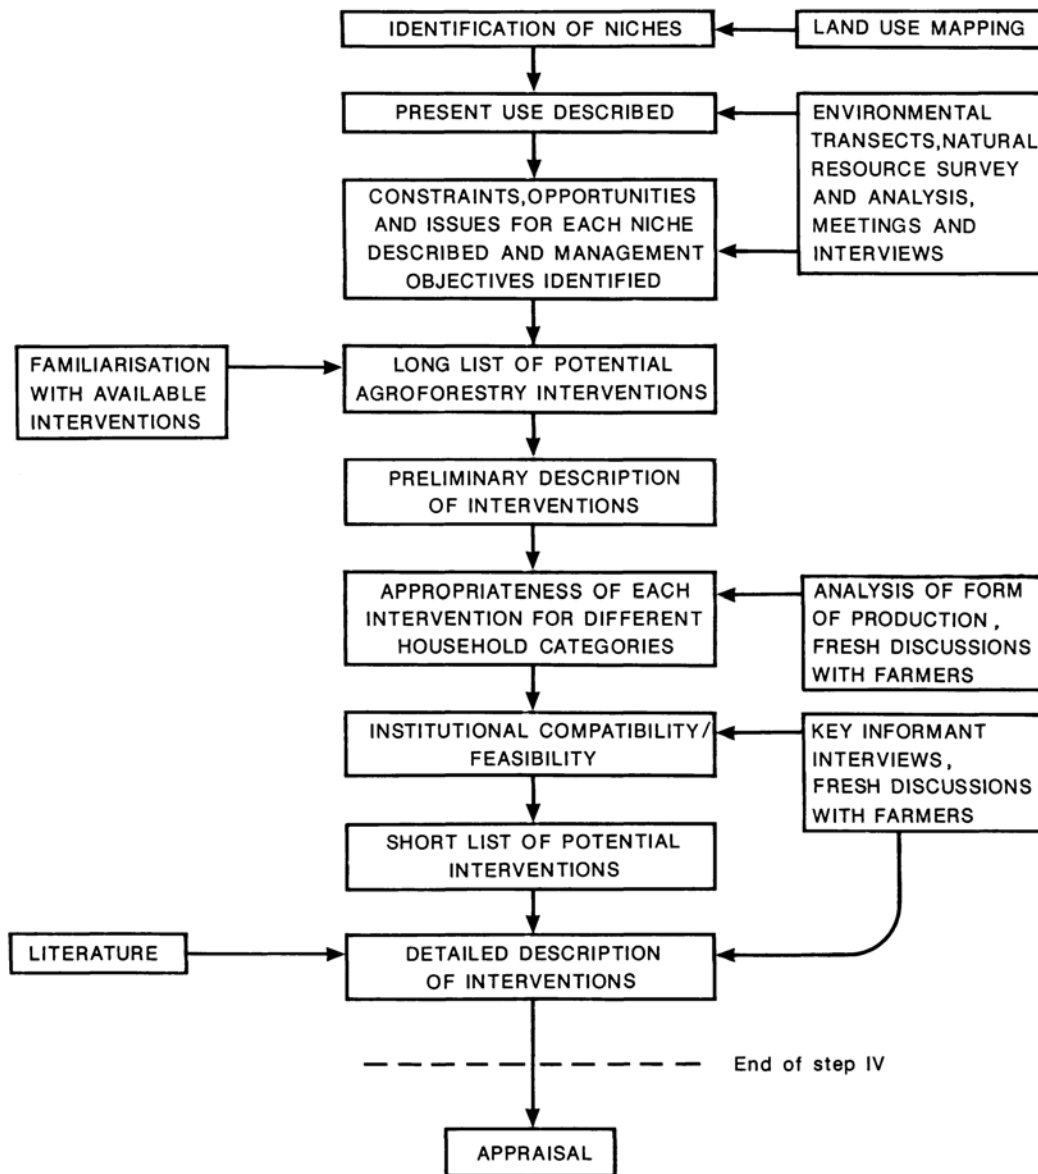 IDENTIFICATION OF NICHES
LAND USE MAPPING
PRESENT USE DESCRIBED
ENVIRONMENTAL
TRANSECTS,NATURAL
RESOURCE SURVEY
AND ANALYSIS,
MEETINGS AND
INTERVIEWS
CONSTRAINTS,OPPORTUNITIES
AND ISSUES FOR EACH NICHE
DESCRIBED AND MANAGEMENT
OBJECTIVES IDENTIFIED
FAMILIARISATION
WITH AVAILABLE
INTERVENTIONS
LONG LIST OF POTENTIAL
AGROFORESTRY INTERVENTIONS
PRELIMINARY DESCRIPTION
OF INTERVENTIONS
APPROPRIATENESS OF EACH
INTERVENTION FOR DIFFERENT
HOUSEHOLD CATEGORIES
ANALYSIS OF FORM
OF PRODUCTION,
FRESH DISCUSSIONS
WITH FARMERS
INSTITUTIONAL COMPATIBILITY/
FEASIBILITY
KEY INFORMANT
INTERVIEWS,
FRESH DISCUSSIONS
WITH FARMERS
SHORT LIST OF POTENTIAL
INTERVENTIONS
LITERATURE
DETAILED DESCRIPTION
OF INTERVENTIONS
End of step IV
APPRAISAL